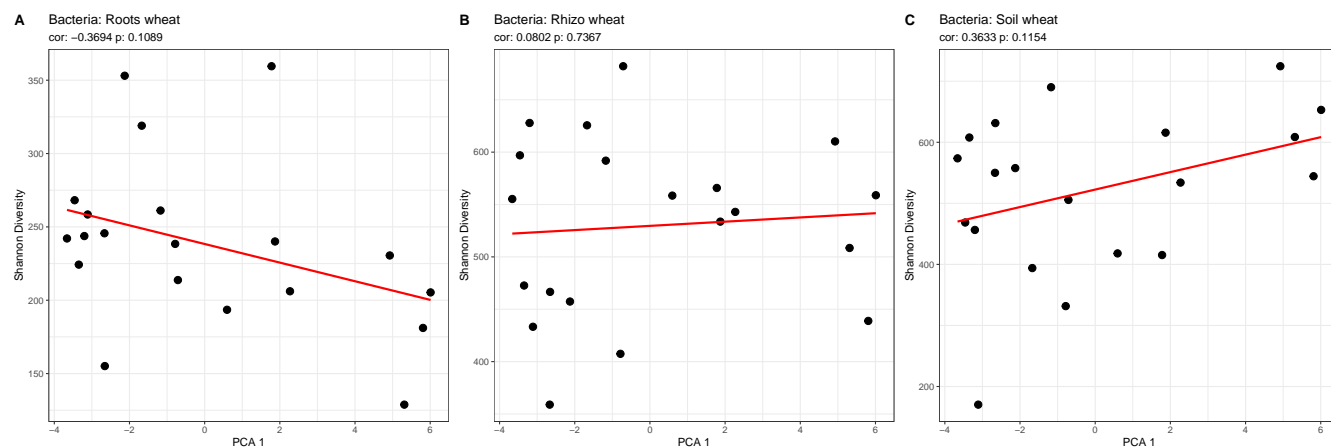 A
Bacteria: Roots wheat
cor: −0.3694 p: 0.1089
Shannon Diversity
350
300
250
200
150
−4
−2
0
2
4
6
PCA 1
B
Bacteria: Rhizo wheat
cor: 0.0802 p: 0.7367
Shannon Diversity
600
500
400
−4
−2
0
2
4
6
PCA 1
C
Bacteria: Soil wheat
cor: 0.3633 p: 0.1154
Shannon Diversity
600
400
200
−4
−2
0
2
4
6
PCA 1